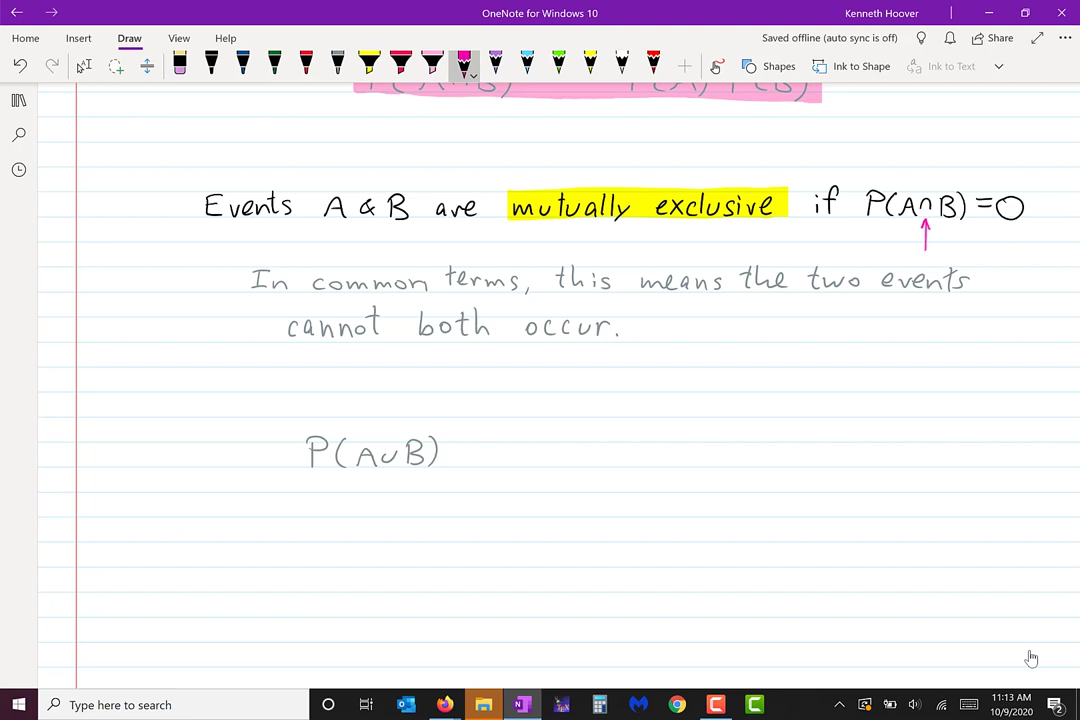 OneNote for Windows 10
Kenneth Hoover
Home Insert Draw View Help
Saved offline (auto sync is off)
Share
Shapes
Ink to Shape
Ink to Text
P(A) P(B)
Events A & B are mutually exclusive if P(A∩B)=0
In common terms, this means the two events
cannot both occur.
P(A∪B)
Type here to search
11:13 AM
10/9/2020
2